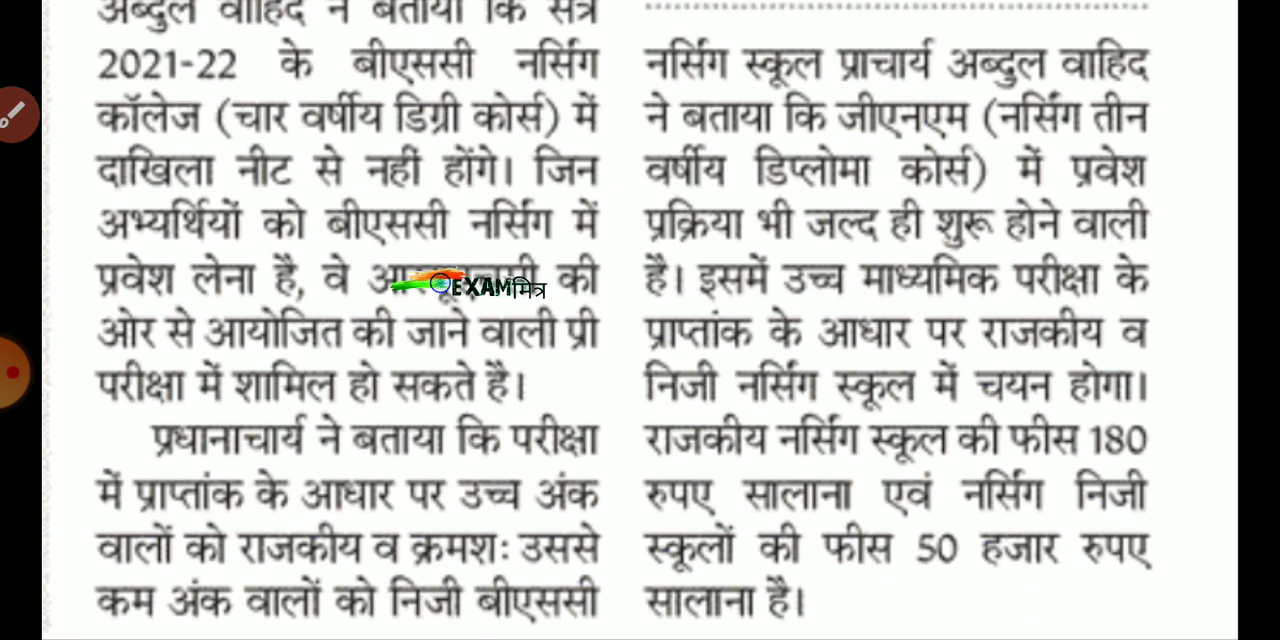 अब्दुल वाहिद ने बताया कि सत्र
2021-22 के बीएससी नर्सिंग
कॉलेज (चार वर्षीय डिग्री कोर्स) में
दाखिला नीट से नहीं होंगे। जिन
अभ्यर्थियों को बीएससी नर्सिंग में
प्रवेश लेना है, वे की
EXAMमित्र
ओर से आयोजित की जाने वाली प्री
परीक्षा में शामिल हो सकते है।
प्रधानाचार्य ने बताया कि परीक्षा
में प्राप्तांक के आधार पर उच्च अंक
वालों को राजकीय व क्रमशः उससे
कम अंक वालों को निजी बीएससी
नर्सिंग स्कूल प्राचार्य अब्दुल वाहिद
ने बताया कि जीएनएम (नर्सिंग तीन
वर्षीय डिप्लोमा कोर्स) में प्रवेश
प्रक्रिया भी जल्द ही शुरू होने वाली
है। इसमें उच्च माध्यमिक परीक्षा के
प्राप्तांक के आधार पर राजकीय व
निजी नर्सिंग स्कूल में चयन होगा।
राजकीय नर्सिंग स्कूल की फीस 180
रुपए सालाना एवं नर्सिंग निजी
स्कूलों की फीस 50 हजार रुपए
सालाना है।